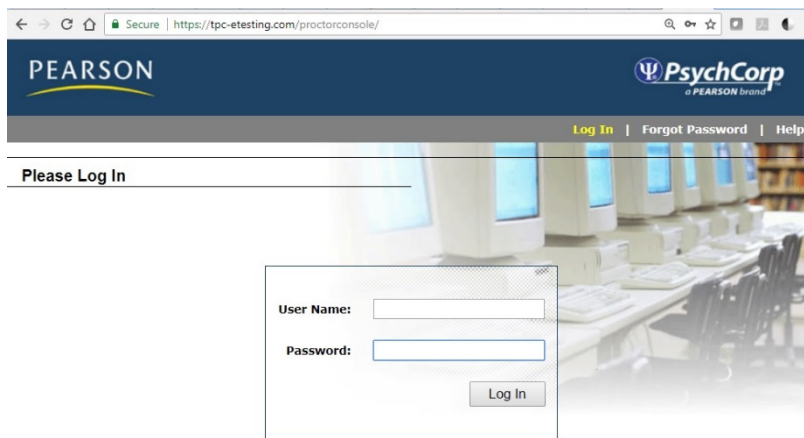 Secure | https://tpc-etesting.com/proctorconsole/
PEARSON
Ψ PsychCorp
a PEARSON brand
Log In | Forgot Password | Help
Please Log In
User Name:
Password:
Log In